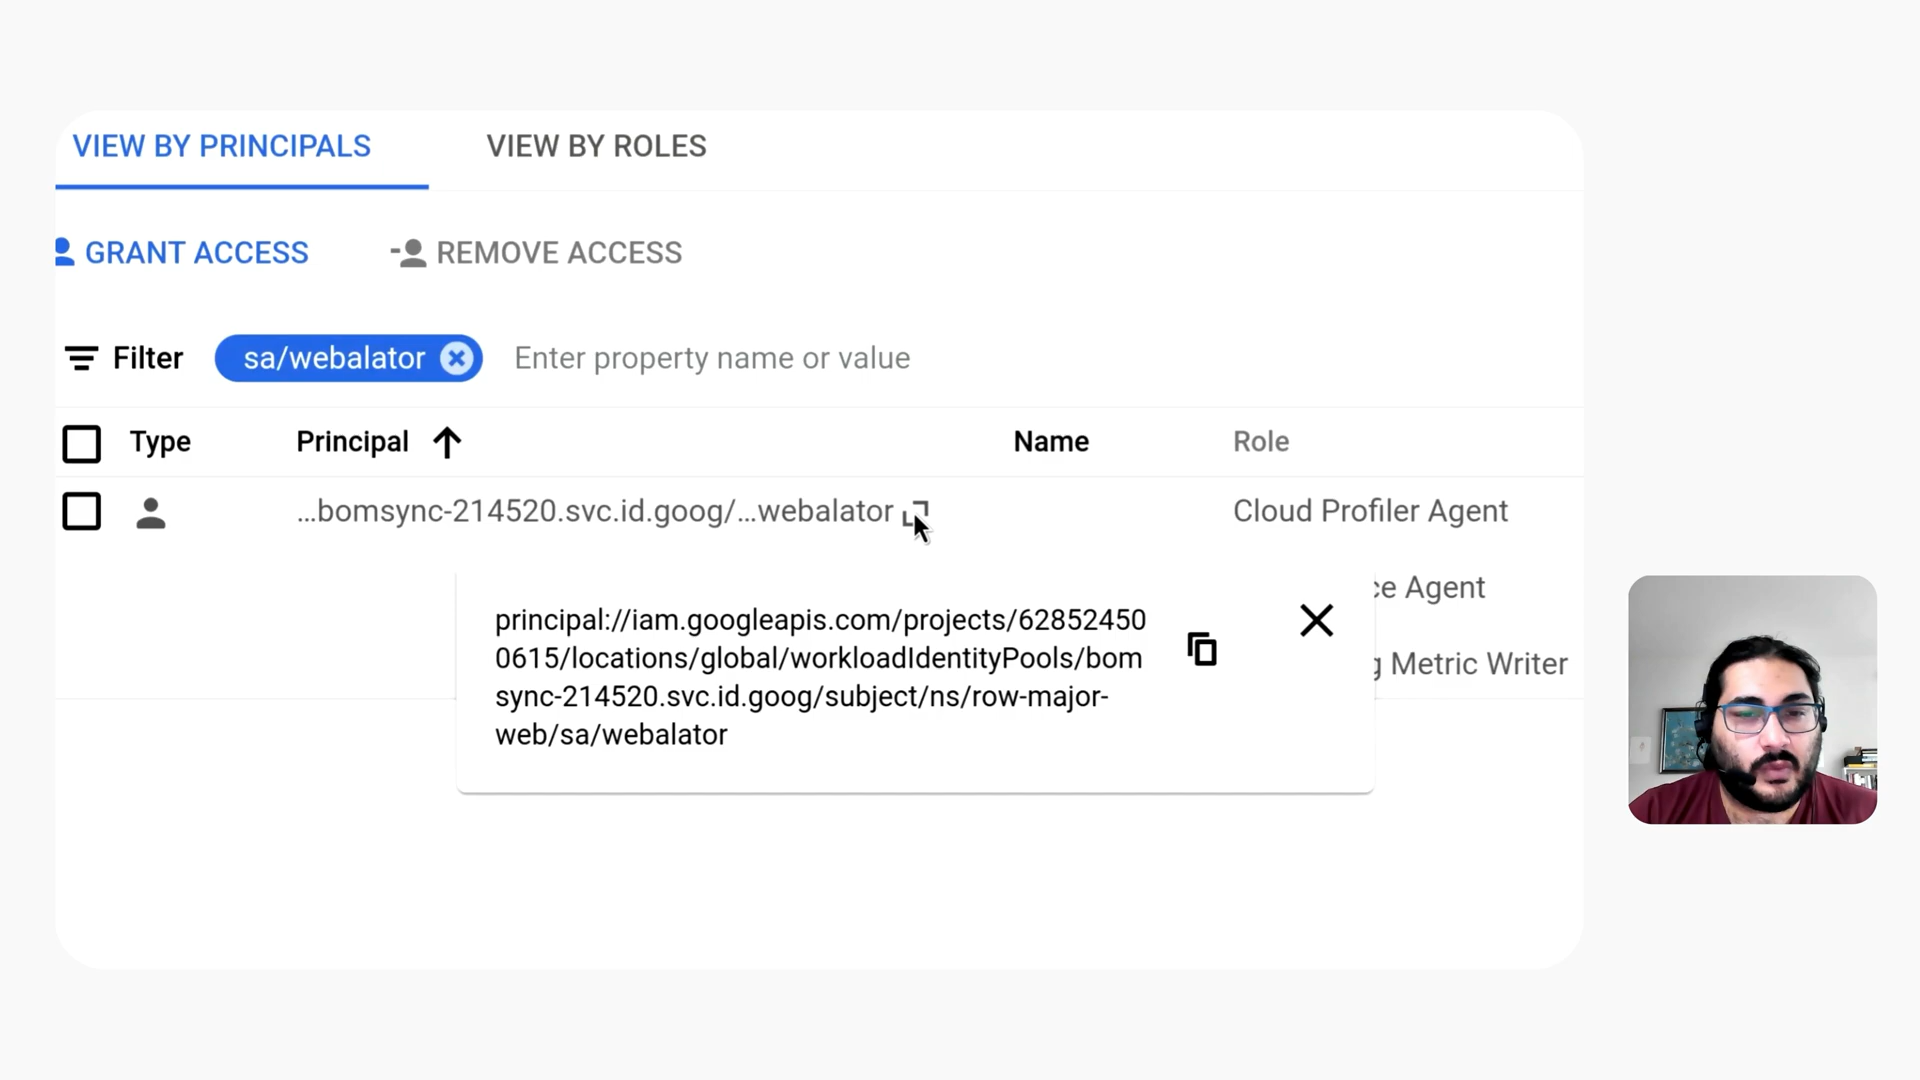 VIEW BY PRINCIPALS VIEW BY ROLES
GRANT ACCESS REMOVE ACCESS
Filter sa/webalator Enter property name or value
Type Principal Name Role
...bomsync-214520.svc.id.goog/...webalator Cloud Profiler Agent
ce Agent
g Metric Writer
principal://iam.googleapis.com/projects/62852450
0615/locations/global/workloadIdentityPools/bom
sync-214520.svc.id.goog/subject/ns/row-major-
web/sa/webalator